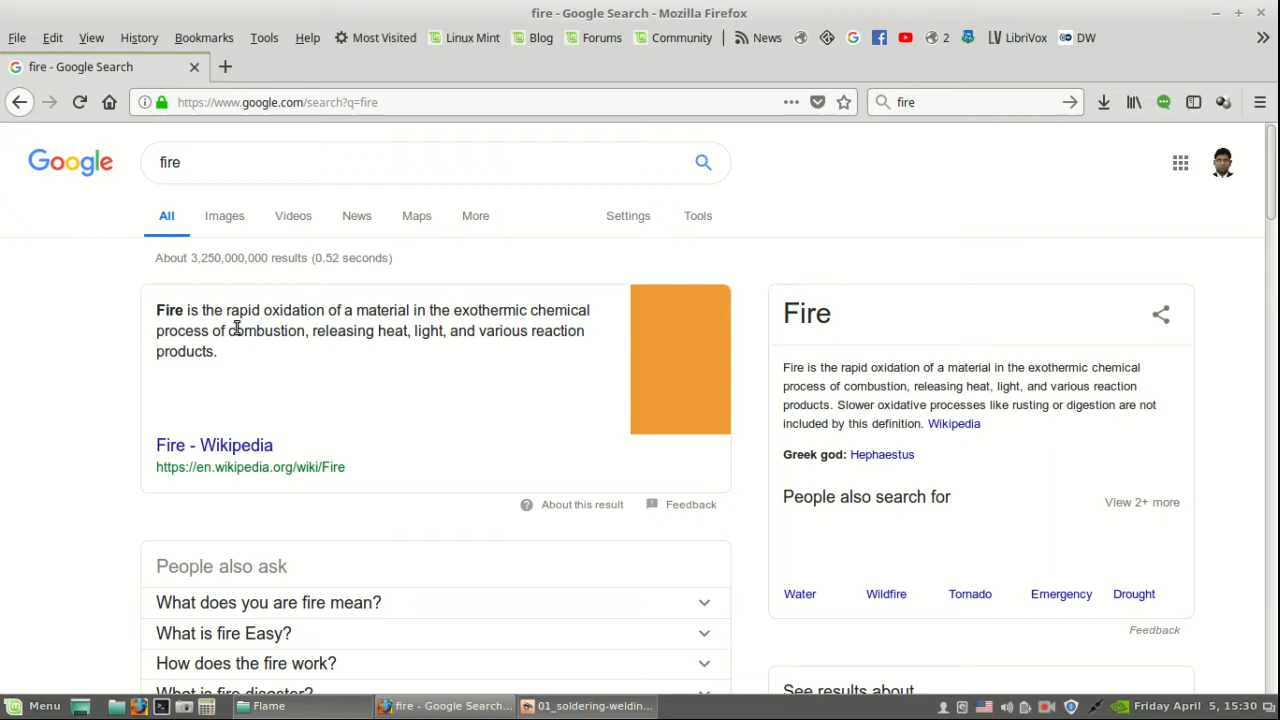 fire - Google Search - Mozilla Firefox
File Edit View History Bookmarks Tools Help Most Visited Linux Mint Blog Forums Community News 2 LibriVox DW
fire - Google Search
https://www.google.com/search?q=fire
fire
Google
fire
All Images Videos News Maps More Settings Tools
About 3,250,000,000 results (0.52 seconds)
Fire is the rapid oxidation of a material in the exothermic chemical
process of combustion, releasing heat, light, and various reaction
products.
Fire - Wikipedia
https://en.wikipedia.org/wiki/Fire
About this result Feedback
People also ask
What does you are fire mean?
What is fire Easy?
How does the fire work?
What is fire disaster?
Fire
Fire is the rapid oxidation of a material in the exothermic chemical
process of combustion, releasing heat, light, and various reaction
products. Slower oxidative processes like rusting or digestion are not
included by this definition. Wikipedia
Greek god: Hephaestus
People also search for
View 2+ more
Water Wildfire Tornado Emergency Drought
Feedback
See results about
Menu Flame fire - Google Search... 01_soldering-weldin... Friday April 5, 15:30